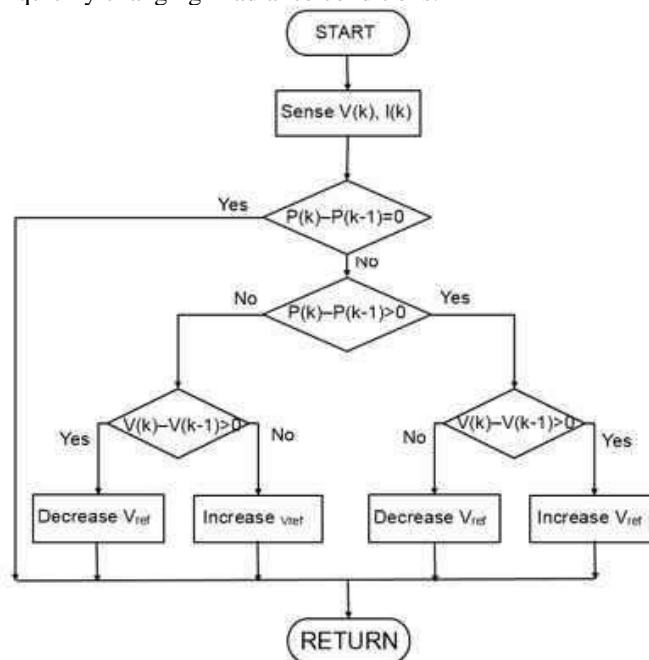 START
Sense V(k), I(k)
Yes
P(k)–P(k-1)=0
No
No
P(k)–P(k-1)>0
Yes
Yes
V(k)–V(k-1)>0
No
No
V(k)–V(k-1)>0
Yes
Decrease Vref
Increase Vref
Decrease Vref
Increase Vref
RETURN